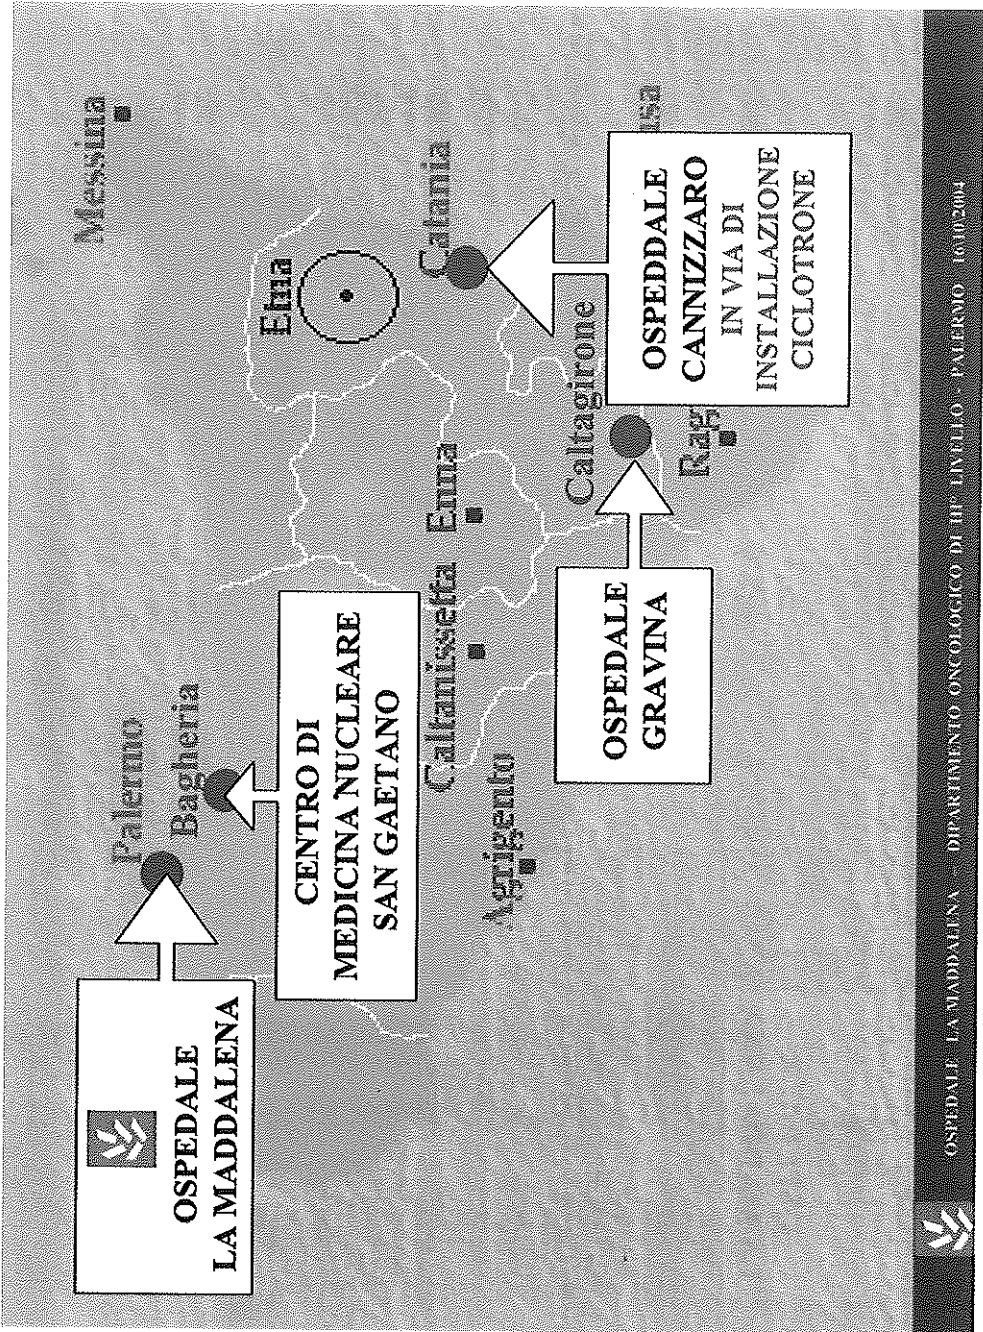 Messina
Palermo
Bagheria
Etna
Catania
OSPEDALE
LA MADDALENA
CENTRO DI
MEDICINA NUCLEARE
SAN GAETANO
Caltanissetta
Enna
Agrigento
Caltagirone
OSPEDALE
GRAVINA
OSPEDDALE
CANNIZZARO
IN VIA DI
INSTALLAZIONE
CICLOTRONE
Rag
usa
OSPEDALE LA MADDALENA DIPARTIMENTO ONCOLOGICO DI III° LIVELLO - PALERMO 16/10/2004